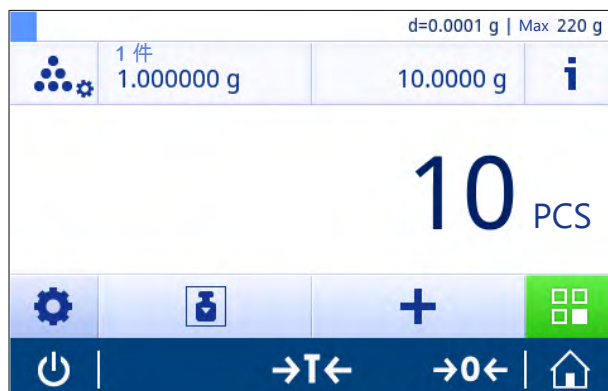 d=0.0001 g | Max 220 g
1 件
1.000000 g
10.0000 g
i
10 PCS
→T← →0←